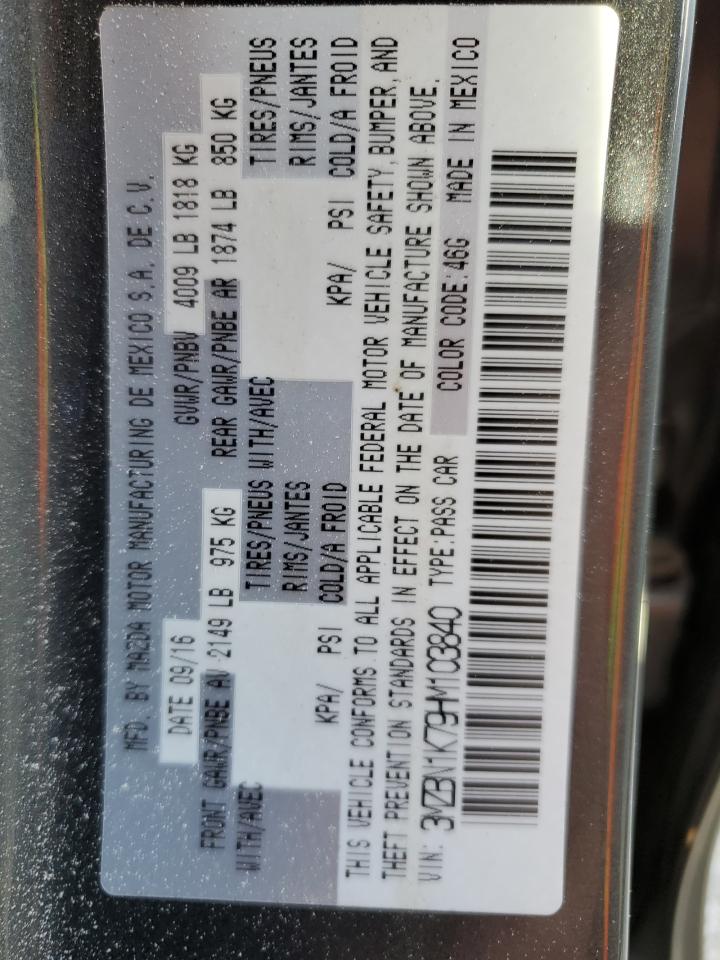 MFD. BY MAZDA MOTOR MANUFACTURING DE MEXICO S.A. DE C.V.
DATE 09/16 GVWR/PNBV 4009 LB 1818 KG
FRONT GAWR/PNBE AV 2149 LB 975 KG REAR GAWR/PNBE AR 1874 LB 850 KG
WITH/AVEC TIRES/PNEUS WITH/AVEC TIRES/PNEUS
RIMS/JANTES RIMS/JANTES
KPA/ PSI COLD/A FROID KPA/ PSI COLD/A FROID
THIS VEHICLE CONFORMS TO ALL APPLICABLE FEDERAL MOTOR VEHICLE SAFETY, BUMPER, AND
THEFT PREVENTION STANDARDS IN EFFECT ON THE DATE OF MANUFACTURE SHOWN ABOVE.
VIN: 3MZBN1K79HM103840 TYPE:PASS CAR COLOR CODE:46G MADE IN MEXICO